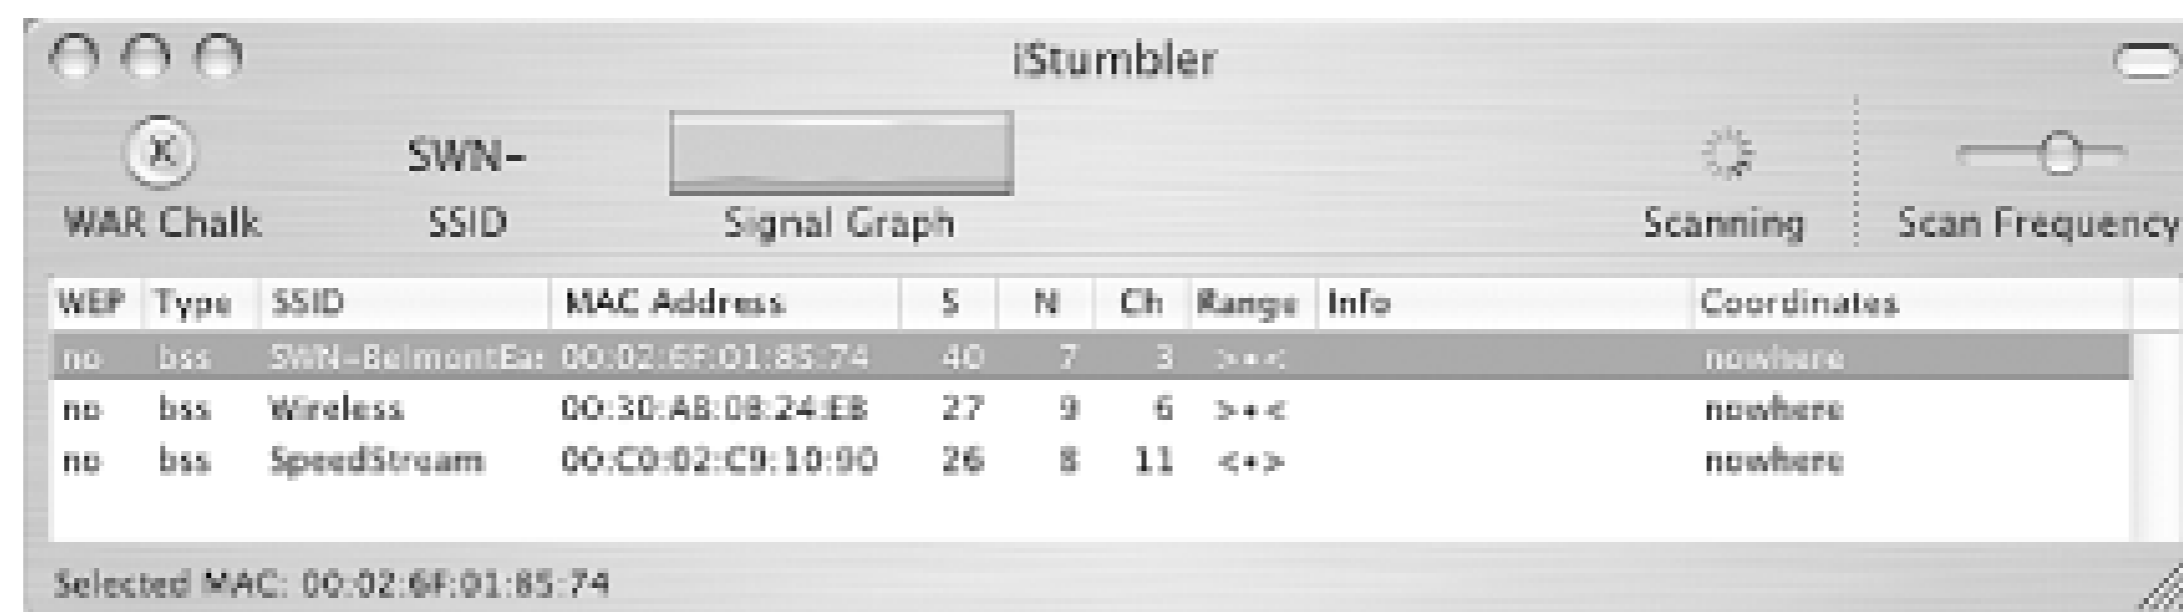 iStumbler
X SWN-
WAR Chalk SSID Signal Graph Scanning Scan Frequency
WEP Type SSID MAC Address S N Ch Range Info Coordinates
no bss SWN-BelmontEas 00:02:6F:01:85:74 40 7 3 >•< nowhere
no bss Wireless 00:30:AB:08:24:EB 27 9 6 >•< nowhere
no bss SpeedStream 00:C0:02:C9:10:90 26 8 11 <•> nowhere
Selected MAC: 00:02:6F:01:85:74